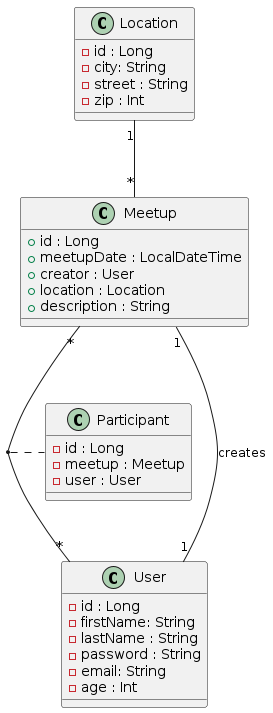 C Location
id : Long
city: String
street : String
zip : Int
1
*
C Meetup
id : Long
meetupDate : LocalDateTime
creator : User
location : Location
description : String
* 1
C Participant
id : Long
meetup : Meetup
user : User
creates
* 1
C User
id : Long
firstName: String
lastName : String
password : String
email: String
age : Int